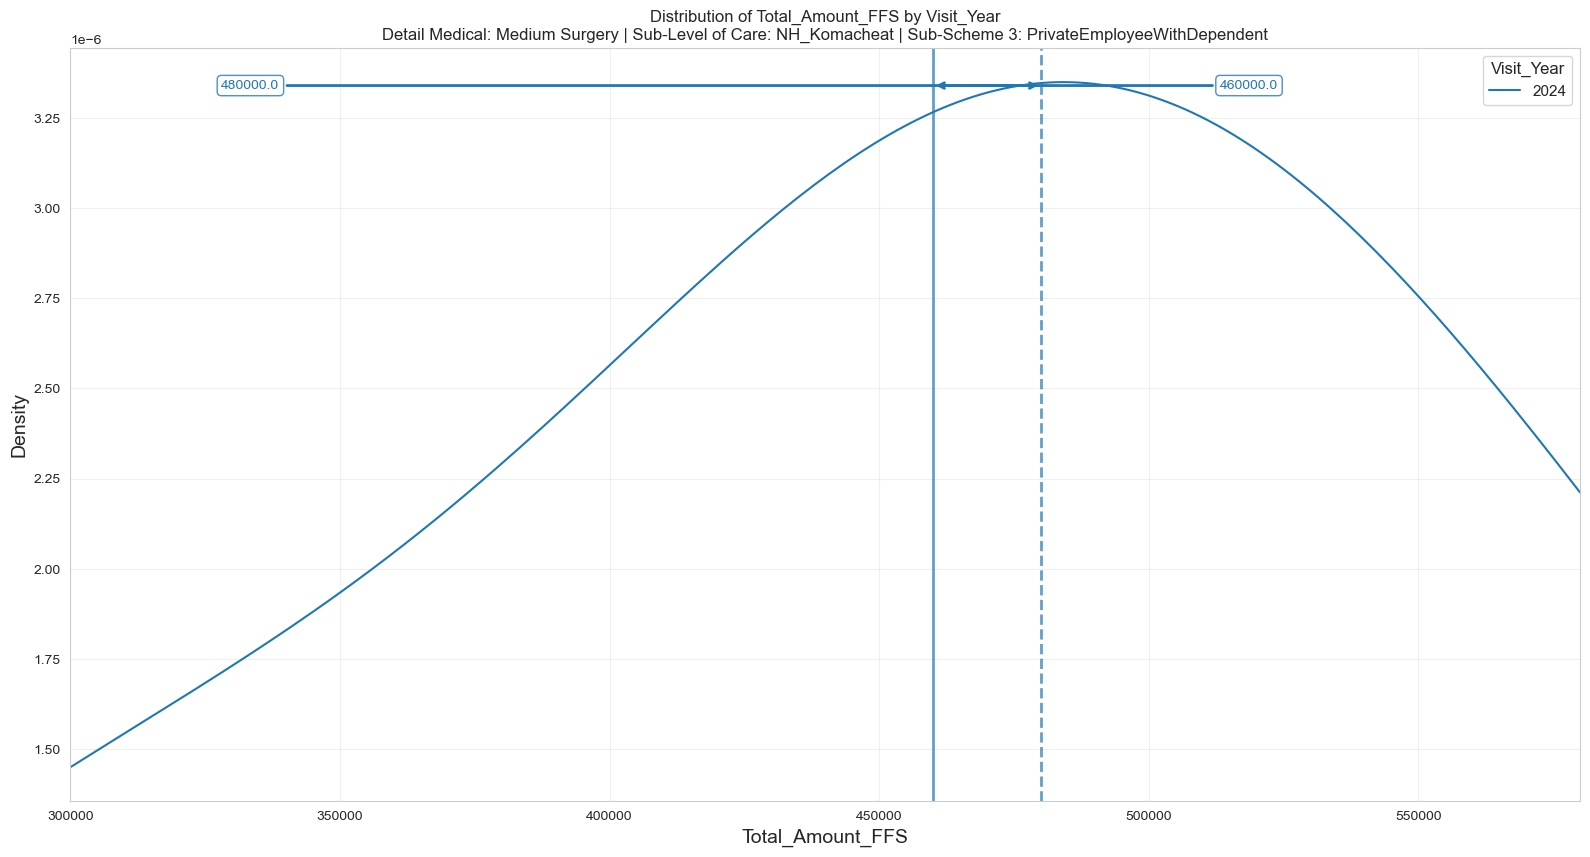 Distribution of Total_Amount_FFS by Visit_Year
Detail Medical: Medium Surgery | Sub-Level of Care: NH_Komacheat | Sub-Scheme 3: PrivateEmployeeWithDependent
1e−6
480000.0
460000.0
Visit_Year
2024
3.25
3.00
2.75
2.50
2.25
2.00
1.75
1.50
Density
300000
350000
400000
450000
500000
550000
Total_Amount_FFS